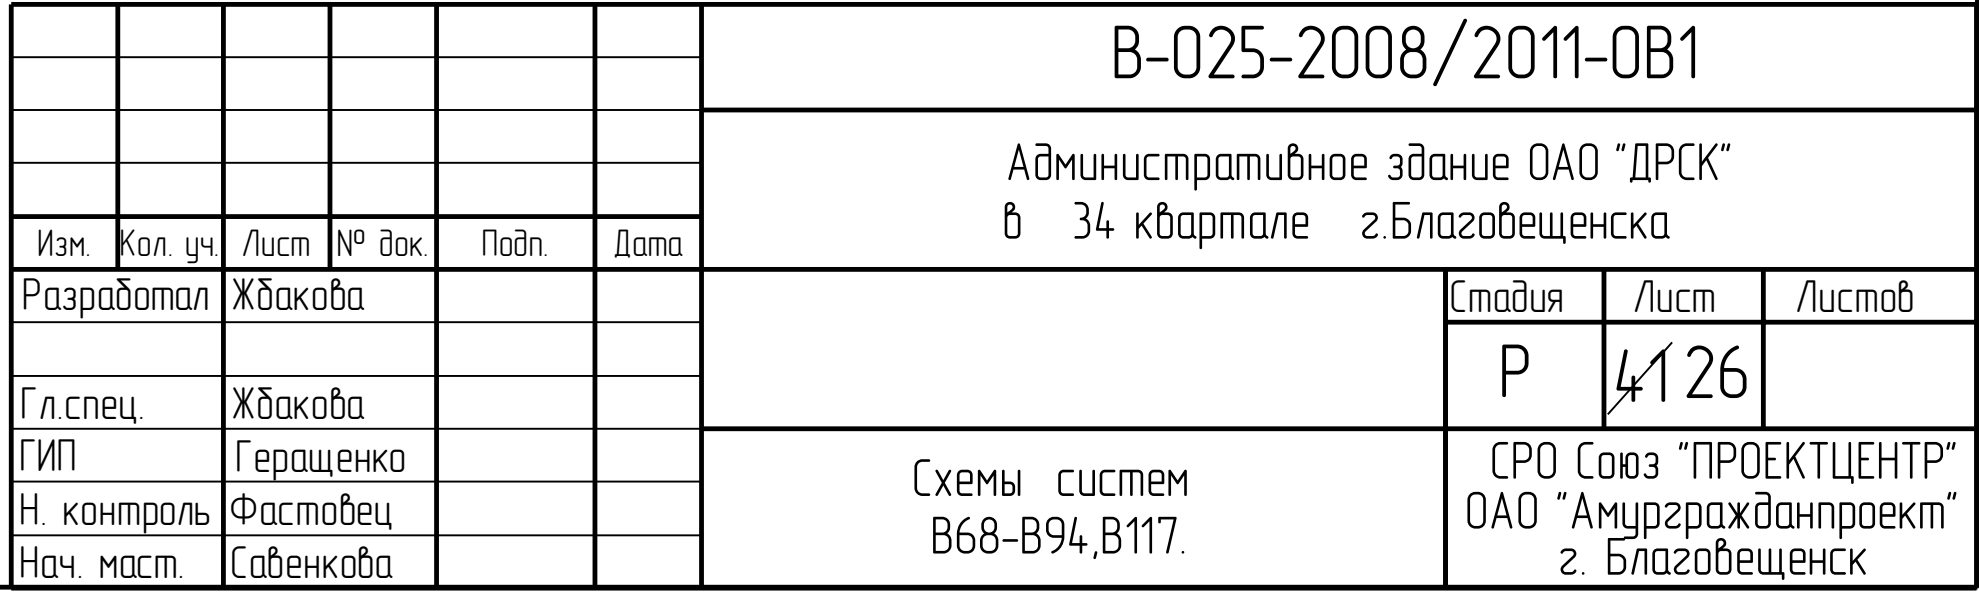 В-025-2008/2011-ОВ1
Административное здание ОАО "ДРСК"
в 34 квартале г.Благовещенска
Изм. Кол. уч. Лист № док. Подп. Дата
Разработал Жбакова
Стадия Лист Листов
Р 41 26
Гл.спец. Жбакова
ГИП Геращенко
Н. контроль Фастовец
Нач. маст. Савенкова
Схемы систем
В68-В94,В117.
СРО Союз "ПРОЕКТЦЕНТР"
ОАО "Амургражданпроект"
г. Благовещенск